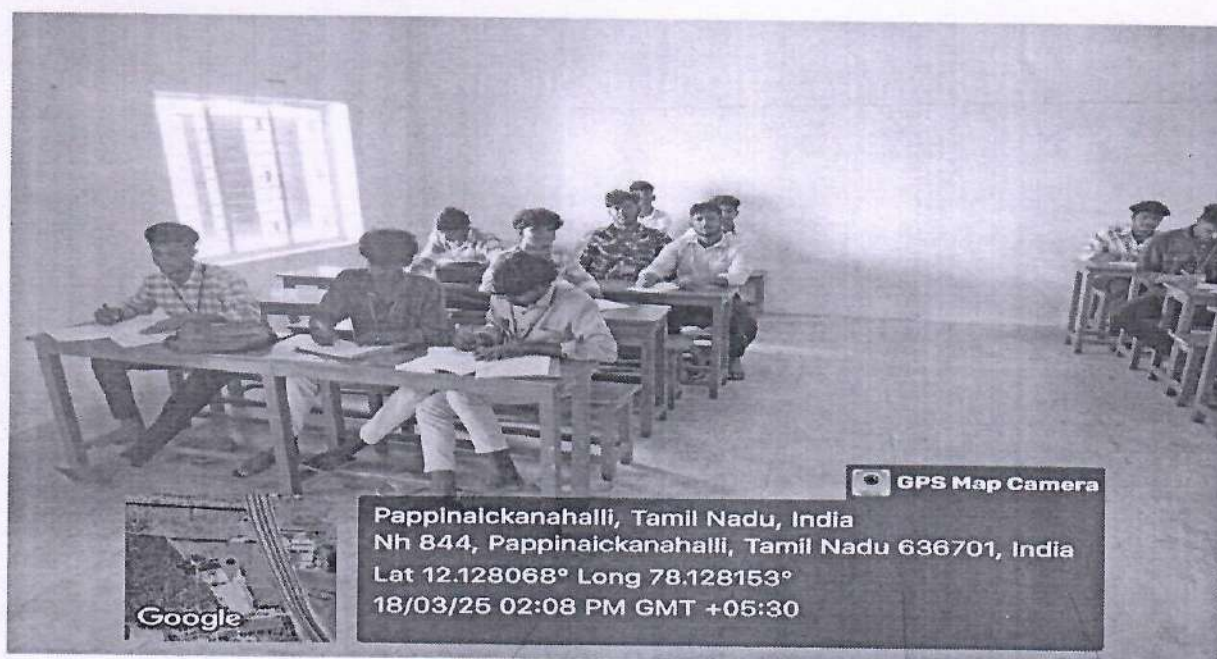 GPS Map Camera
Pappinaickanahalli, Tamil Nadu, India
Nh 844, Pappinaickanahalli, Tamil Nadu 636701, India
Lat 12.128068° Long 78.128153°
18/03/25 02:08 PM GMT +05:30
Google